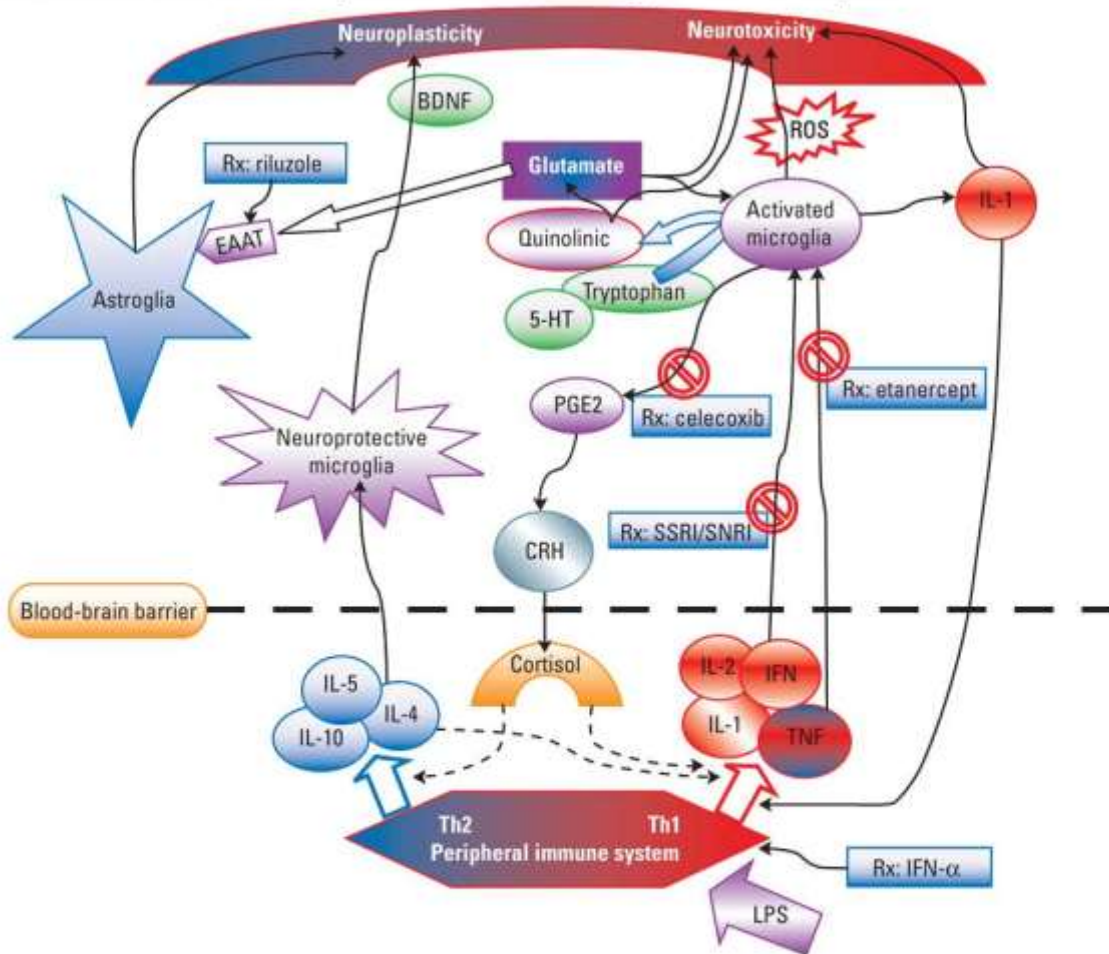 Neuroplasticity
Neurotoxicity
BDNF
ROS
Rx: riluzole
Glutamate
IL-1
Activated
microglia
EAAT
Quinolinic
Astroglia
Tryptophan
5-HT
Rx: etanercept
PGE2
Rx: celecoxib
Neuroprotective
microglia
Rx: SSRI/SNRI
CRH
Blood-brain barrier
Cortisol
IL-2
IFN
IL-5
IL-4
IL-1
IL-10
TNF
Th2
Th1
Peripheral immune system
Rx: IFN-α
LPS